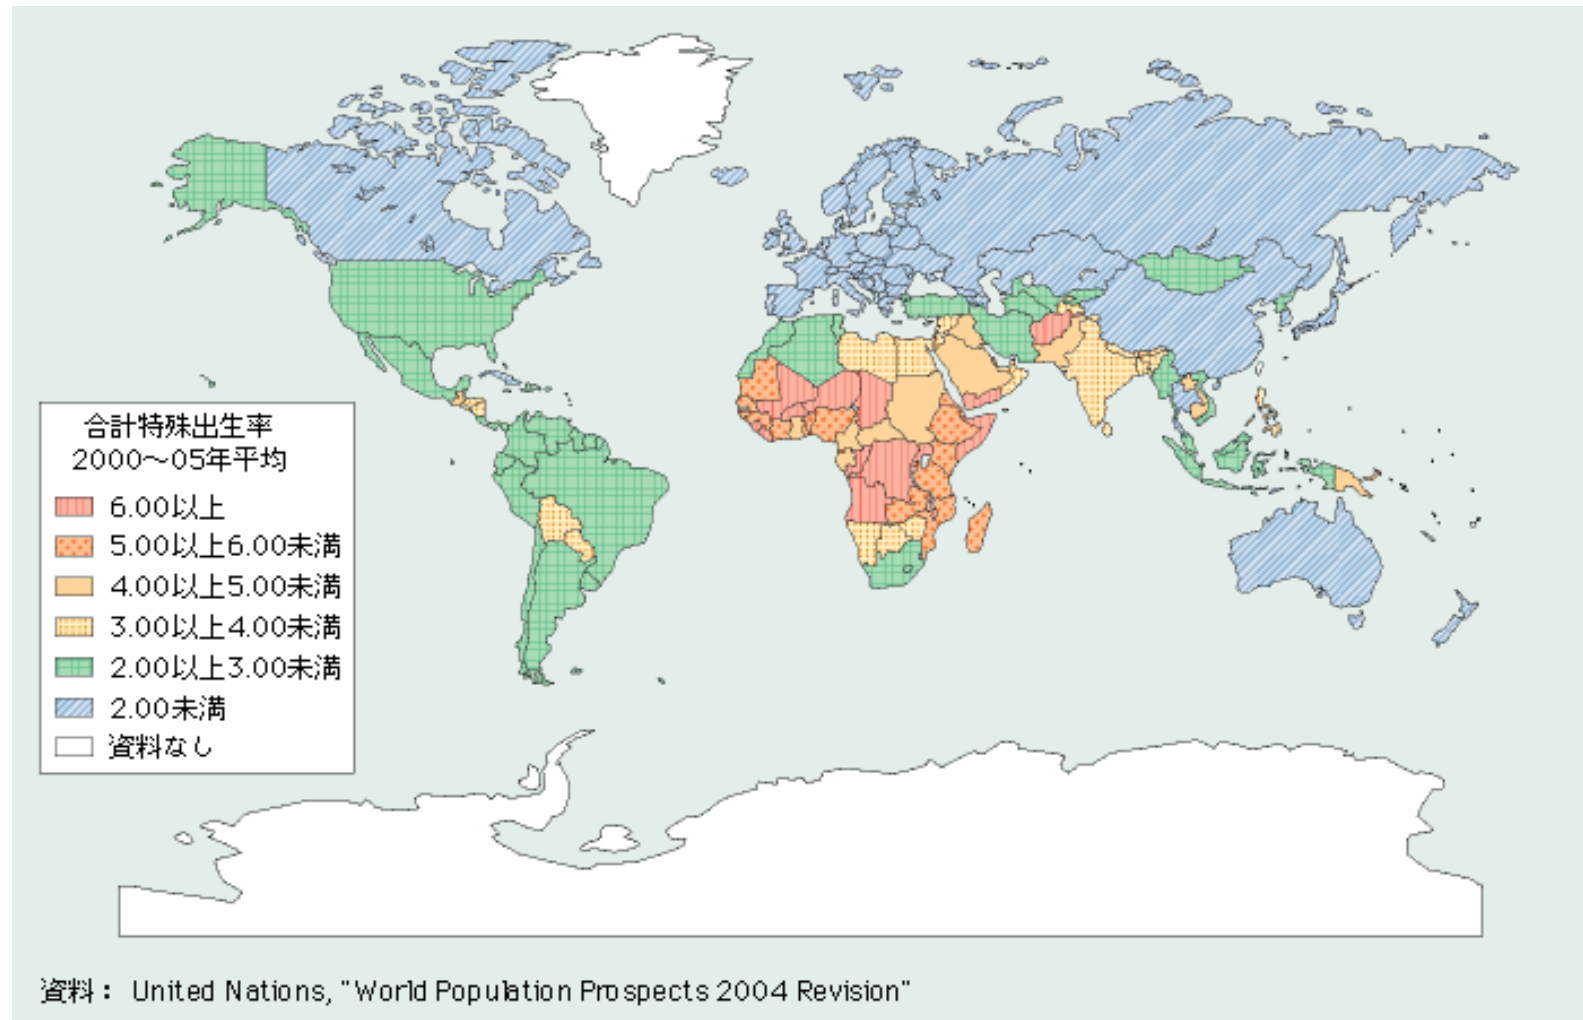 合計特殊出生率
2000〜05年平均
6.00以上
5.00以上6.00未満
4.00以上5.00未満
3.00以上4.00未満
2.00以上3.00未満
2.00未満
資料なし
資料： United Nations, "World Population Prospects 2004 Revision"